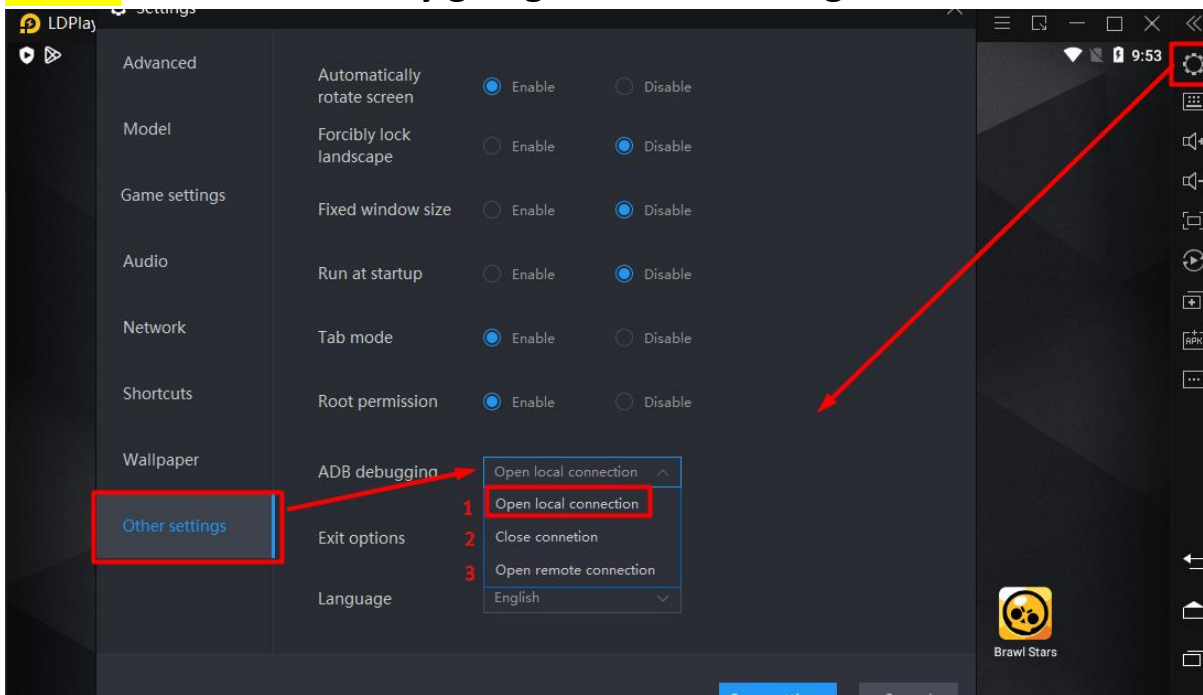 LDPlay
Settings
9:53
Advanced
Automatically
rotate screen
Enable
Disable
Model
Forcibly lock
landscape
Enable
Disable
Game settings
Fixed window size
Enable
Disable
Audio
Run at startup
Enable
Disable
Network
Tab mode
Enable
Disable
Shortcuts
Root permission
Enable
Disable
Wallpaper
ADB debugging
Open local connection
1 Open local connection
Other settings
Exit options
2 Close connetion
3 Open remote connection
Language
English
APK
Brawl Stars